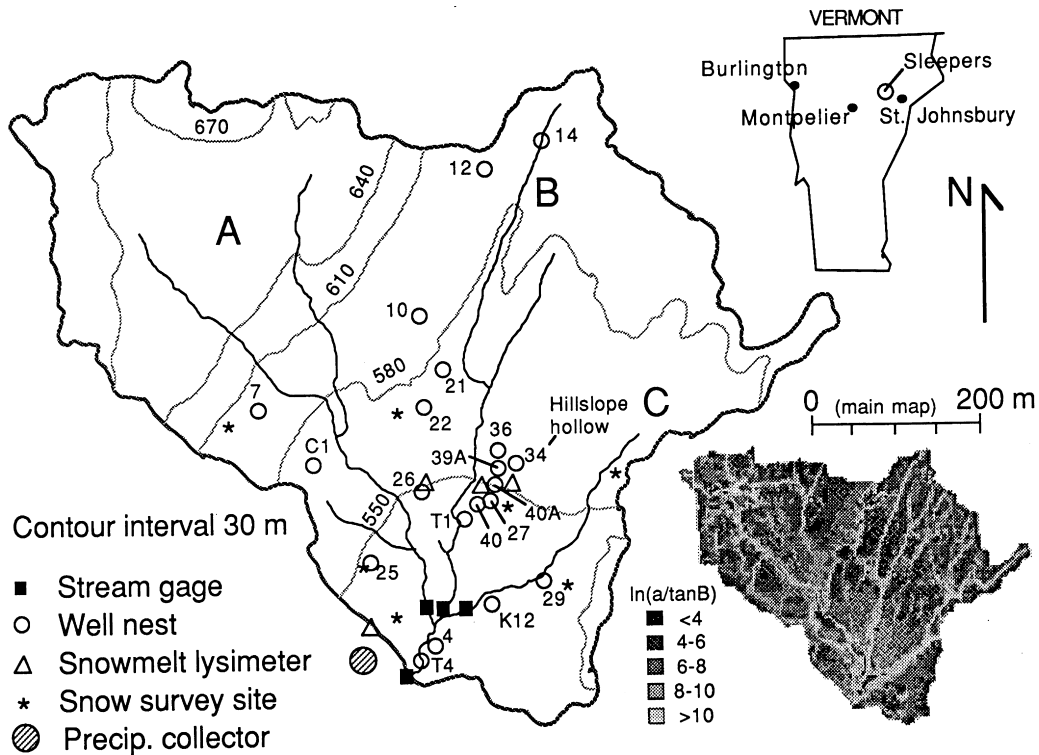 VERMONT
Burlington
Sleepers
Montpelier
St. Johnsbury
N
670
14
12
640
B
A
610
10
580
21
7
22
C
Hillslope
hollow
0 (main map) 200 m
36
C1
39A
34
26
550
40A
T1
27
40
Contour interval 30 m
25
Stream gage
29
ln(a/tanB)
Well nest
K12
<4
4
4-6
Snowmelt lysimeter
T4
6-8
Snow survey site
8-10
Precip. collector
>10